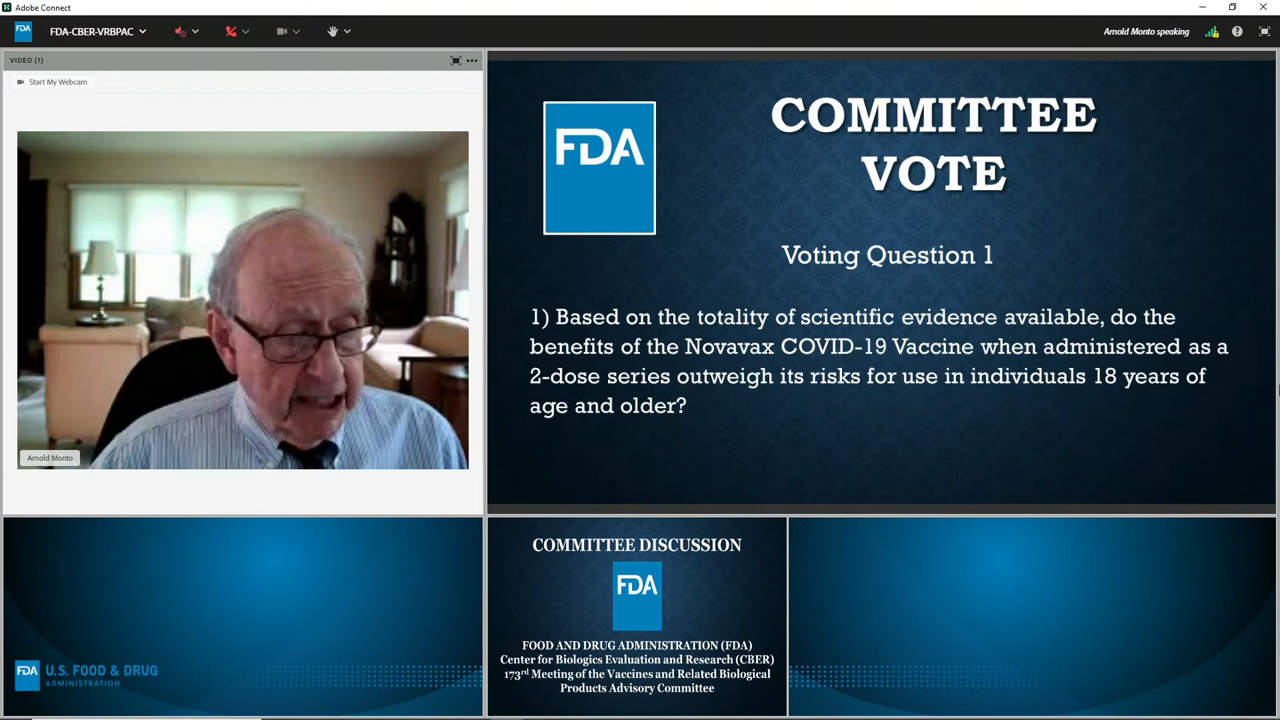 Adobe Connect
FDA
FDA-CBER-VRBPAC
Arnold Monto speaking
VIDEO (1)
Start My Webcam
Arnold Monto
FDA
COMMITTEE
VOTE
Voting Question 1
1) Based on the totality of scientific evidence available, do the
benefits of the Novavax COVID-19 Vaccine when administered as a
2-dose series outweigh its risks for use in individuals 18 years of
age and older?
FDA
U.S. FOOD & DRUG
ADMINISTRATION
COMMITTEE DISCUSSION
FDA
FOOD AND DRUG ADMINISTRATION (FDA)
Center for Biologics Evaluation and Research (CBER)
173rd Meeting of the Vaccines and Related Biological
Products Advisory Committee